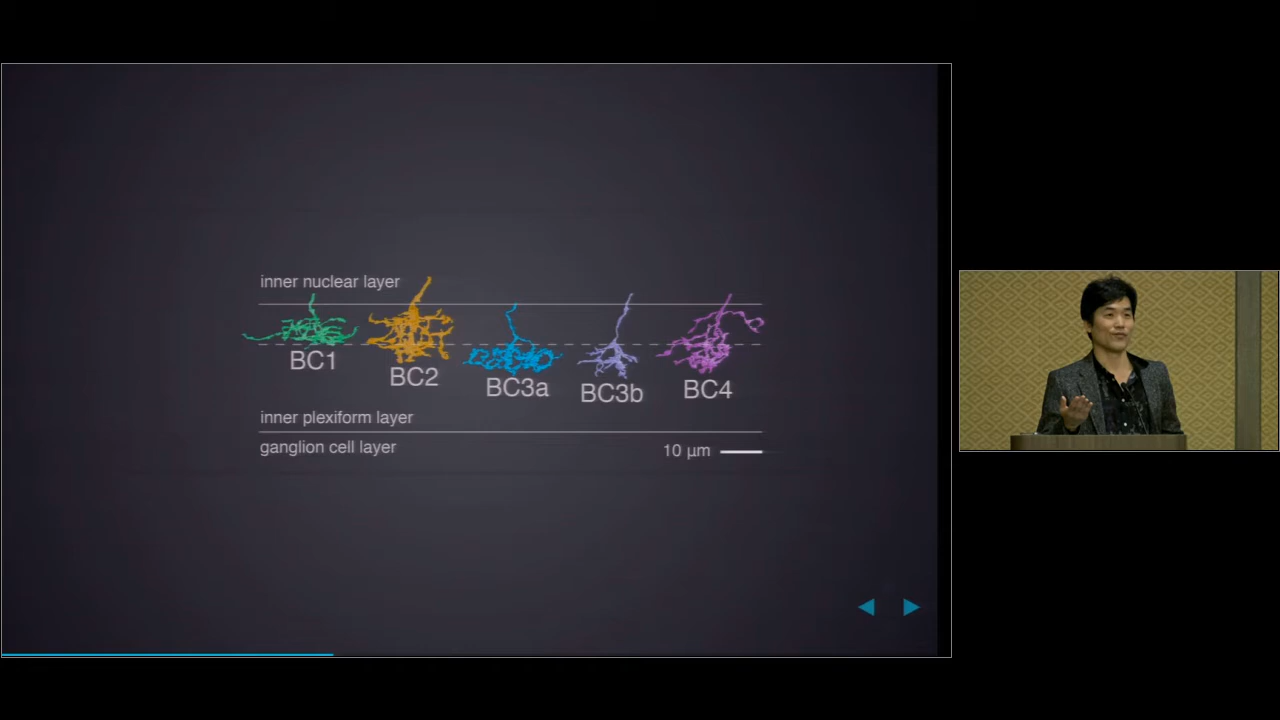 inner nuclear layer
BC1
BC2
BC3a
BC3b
BC4
inner plexiform layer
ganglion cell layer
10 µm